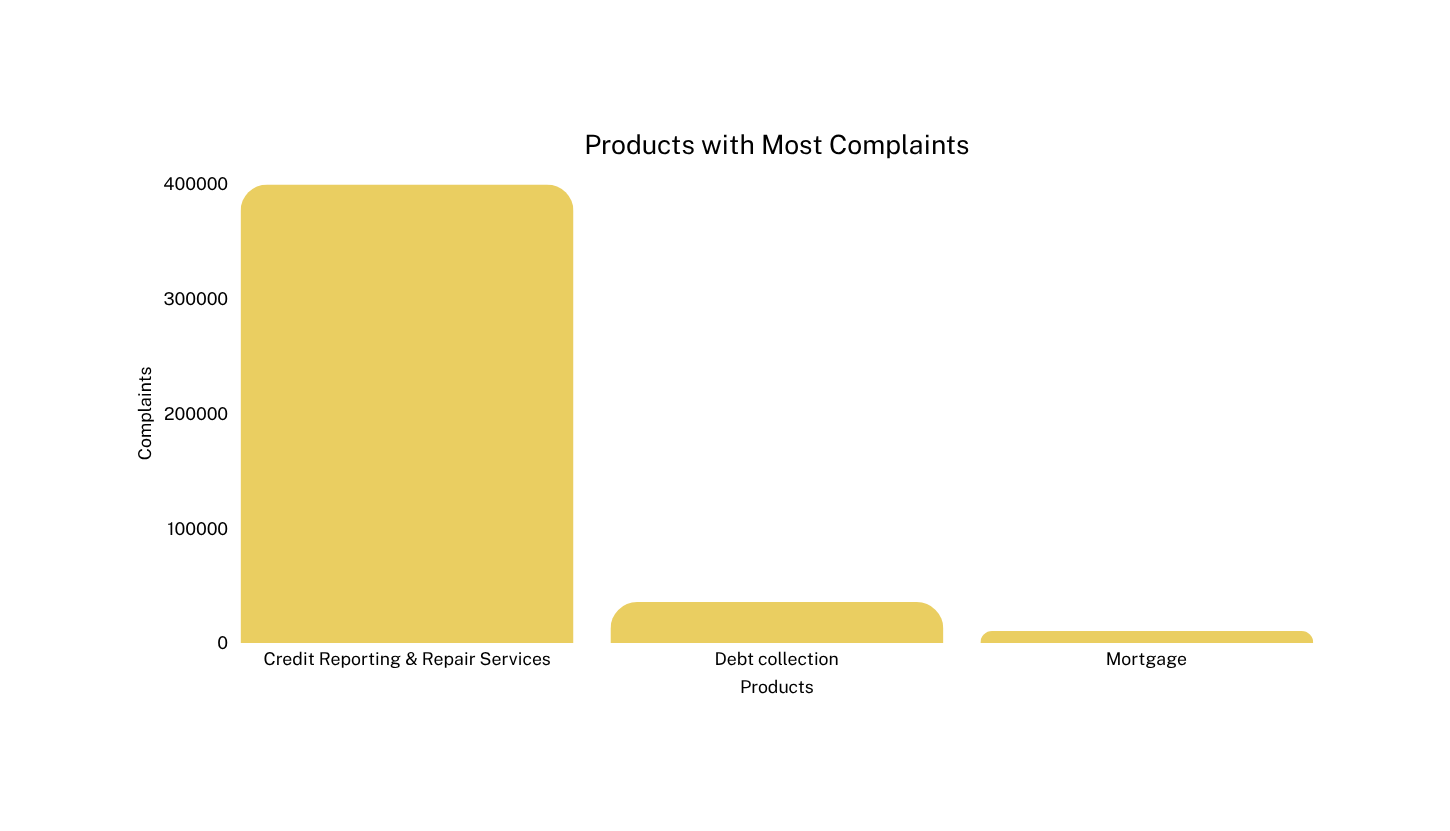 Products with Most Complaints
400000
300000
200000
100000
0
Complaints
Credit Reporting & Repair Services
Debt collection
Mortgage
Products